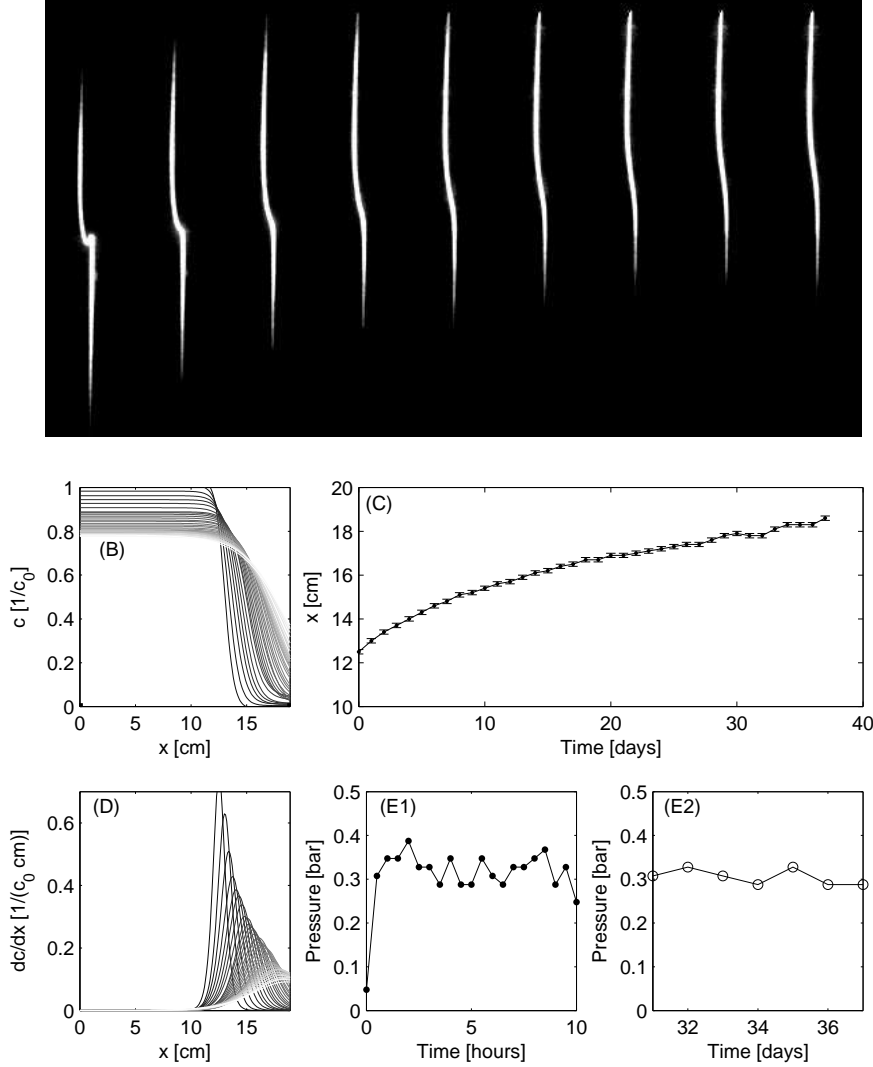 1
0.8
0.6
0.4
0.2
0
c [1/c₀]
(B)
0 5 10 15
x [cm]
20
18
16
14
12
10
x [cm]
(C)
0 10 20 30 40
Time [days]
0.6
0.4
0.2
0
dc/dx [1/(c₀ cm)]
(D)
0 5 10 15
x [cm]
0.5
0.4
0.3
0.2
0.1
0
Pressure [bar]
(E1)
0 5 10
Time [hours]
0.5
0.4
0.3
0.2
0.1
0
Pressure [bar]
(E2)
32 34 36
Time [days]